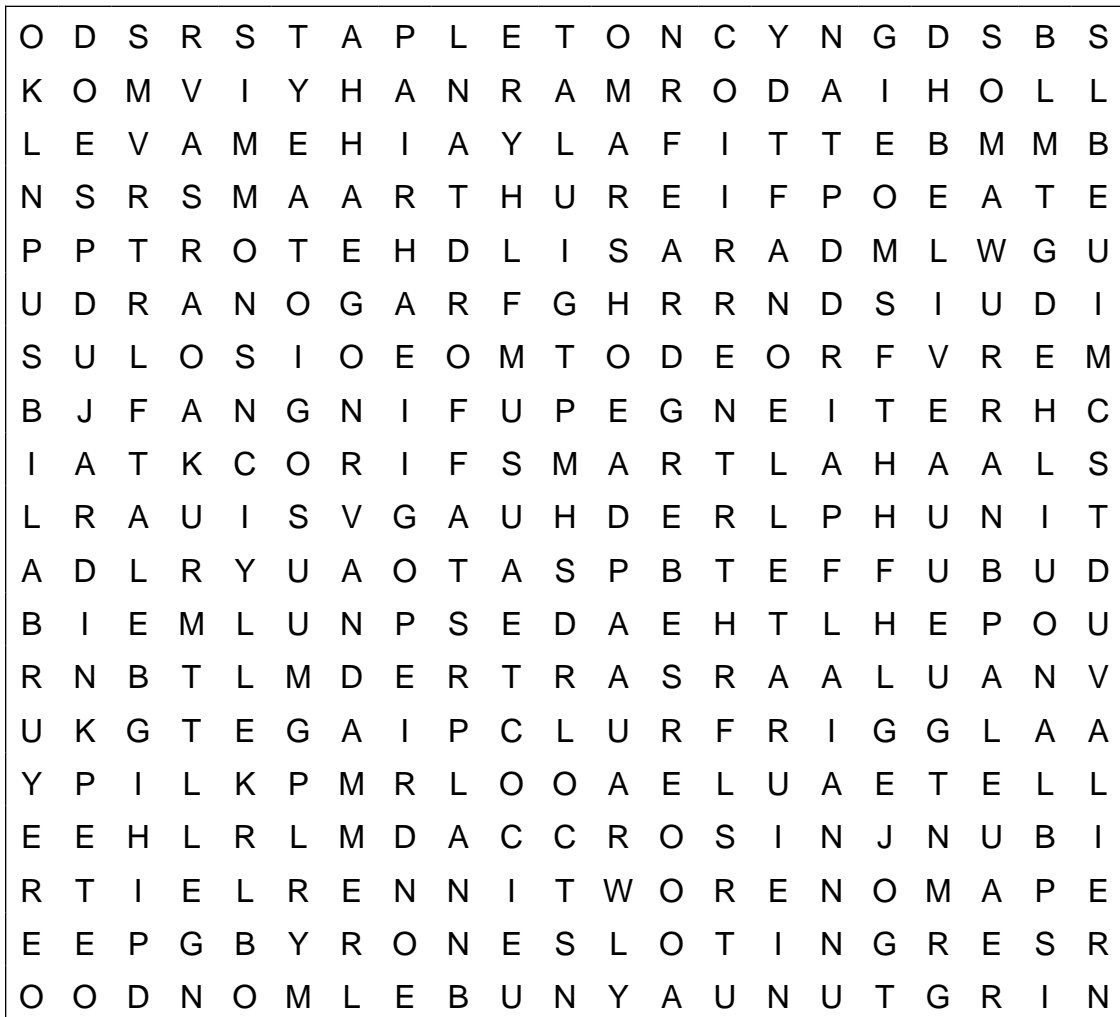 O D S R S T A P L E T O N C Y N G D S B S
K O M V I Y H A N R A M R O D A I H O L L
L E V A M E H I A Y L A F I T T E B M M B
N S R S M A A R T H U R E I F P O E A T E
P P T R O T E H D L I S A R A D M L W G U
U D R A N O G A R F G H R R N D S I U D I
S U L O S I O E O M T O D E O R F V R E M
B J F A N G N I F U P E G N E I T E R H C
I A T K C O R I F S M A R T L A H A A L S
L R A U I S V G A U H D E R L P H U N I T
A D L R Y U A O T A S P B T E F F U B U D
B I E M L U N P S E D A E H T L H E P O U
R N B T L M D E R T R A S R A A L U A N V
U K G T E G A I P C L U R F R I G G L A A
Y P I L K P M R L O O A E L U A E T E L L
E E H L R L M D A C C R O S I N J N U B I
R T I E L R E N N I T W O R E N O M A P E
E E P G B Y R O N E S L O T I N G R E S R
O O D N O M L E B U N Y A U N U T G R I N